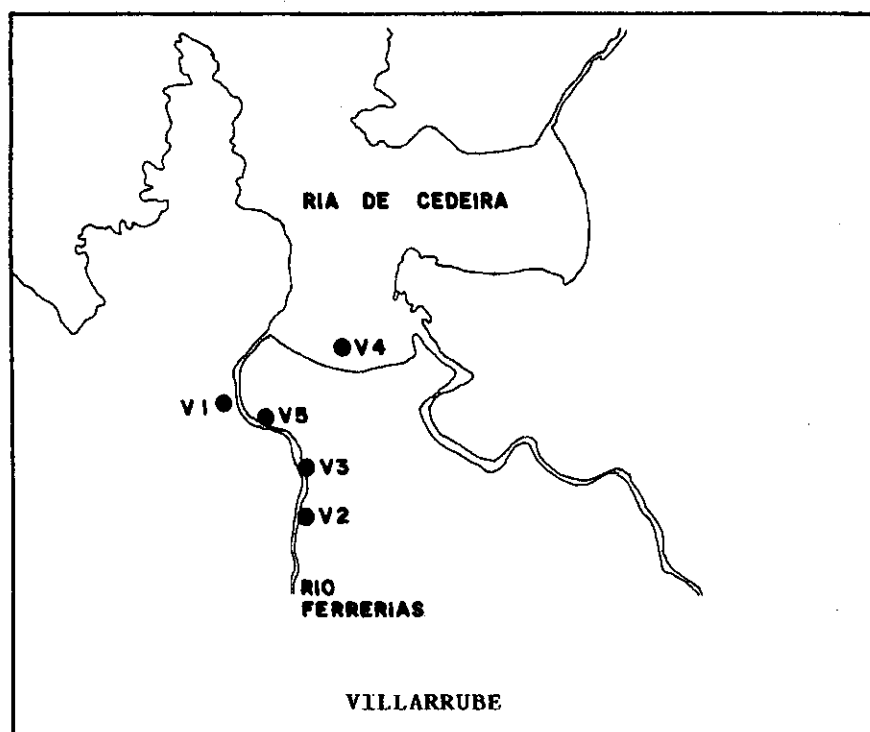 RIA DE CEDEIRA
V4
V1
V5
V3
V2
RIO
FERRERIAS
VILLARRUBE